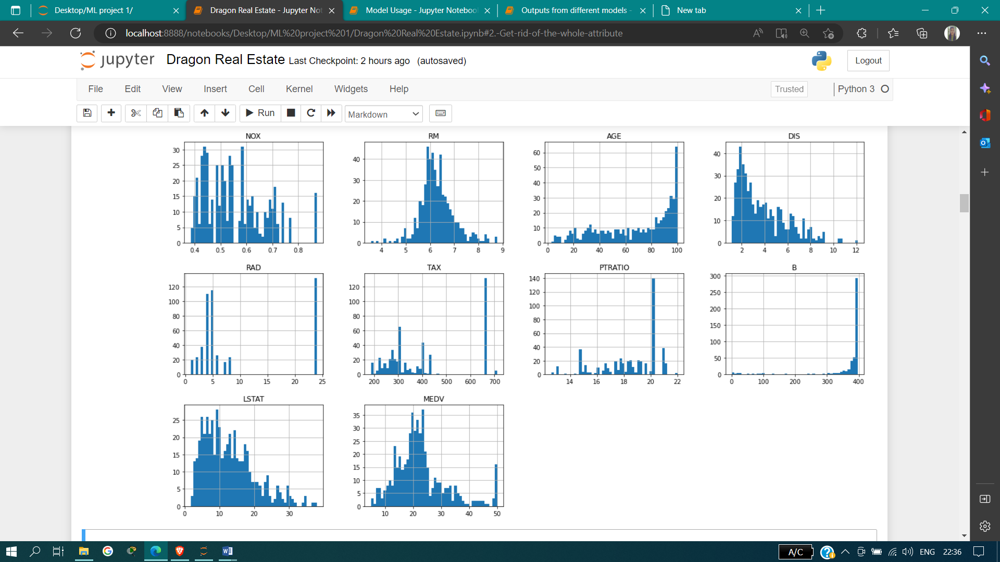 Desktop/ML project 1/
Dragon Real Estate - Jupyter Not
Model Usage - Jupyter Noteboo
Outputs from different models -
New tab
localhost:8888/notebooks/Desktop/ML%20project%201/Dragon%20Real%20Estate.ipynb#2.-Get-rid-of-the-whole-attribute
jupyter Dragon Real Estate Last Checkpoint: 2 hours ago (autosaved)
Logout
File Edit View Insert Cell Kernel Widgets Help
Trusted
Python 3
Run
Markdown
NOX
30
25
20
15
10
5
0
0.4 0.5 0.6 0.7 0.8
RM
40
30
20
10
0
4 5 6 7 8 9
AGE
60
50
40
30
20
10
0
0 20 40 60 80 100
DIS
40
30
20
10
0
2 4 6 8 10 12
RAD
120
100
80
60
40
20
0
0 5 10 15 20 25
TAX
120
100
80
60
40
20
0
200 300 400 500 600 700
PTRATIO
140
120
100
80
60
40
20
0
14 16 18 20 22
B
300
250
200
150
100
50
0
0 100 200 300 400
LSTAT
25
20
15
10
5
0
0 10 20 30
MEDV
35
30
25
20
15
10
5
0
10 20 30 40 50
A/C
ENG
22:36